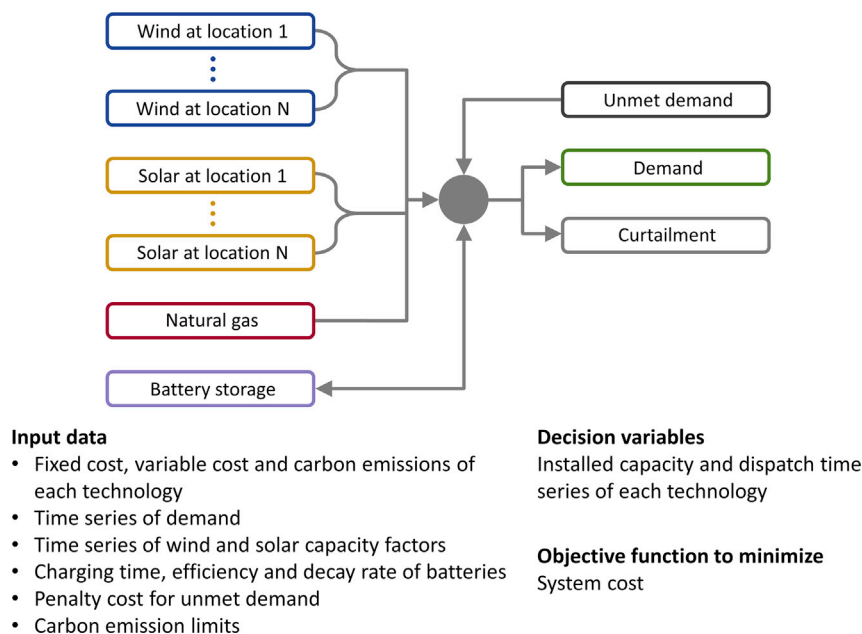 Wind at location 1
Wind at location N
Solar at location 1
Solar at location N
Natural gas
Battery storage
Unmet demand
Demand
Curtailment
Input data
• Fixed cost, variable cost and carbon emissions of
each technology
• Time series of demand
• Time series of wind and solar capacity factors
• Charging time, efficiency and decay rate of batteries
• Penalty cost for unmet demand
• Carbon emission limits
Decision variables
Installed capacity and dispatch time
series of each technology
Objective function to minimize
System cost